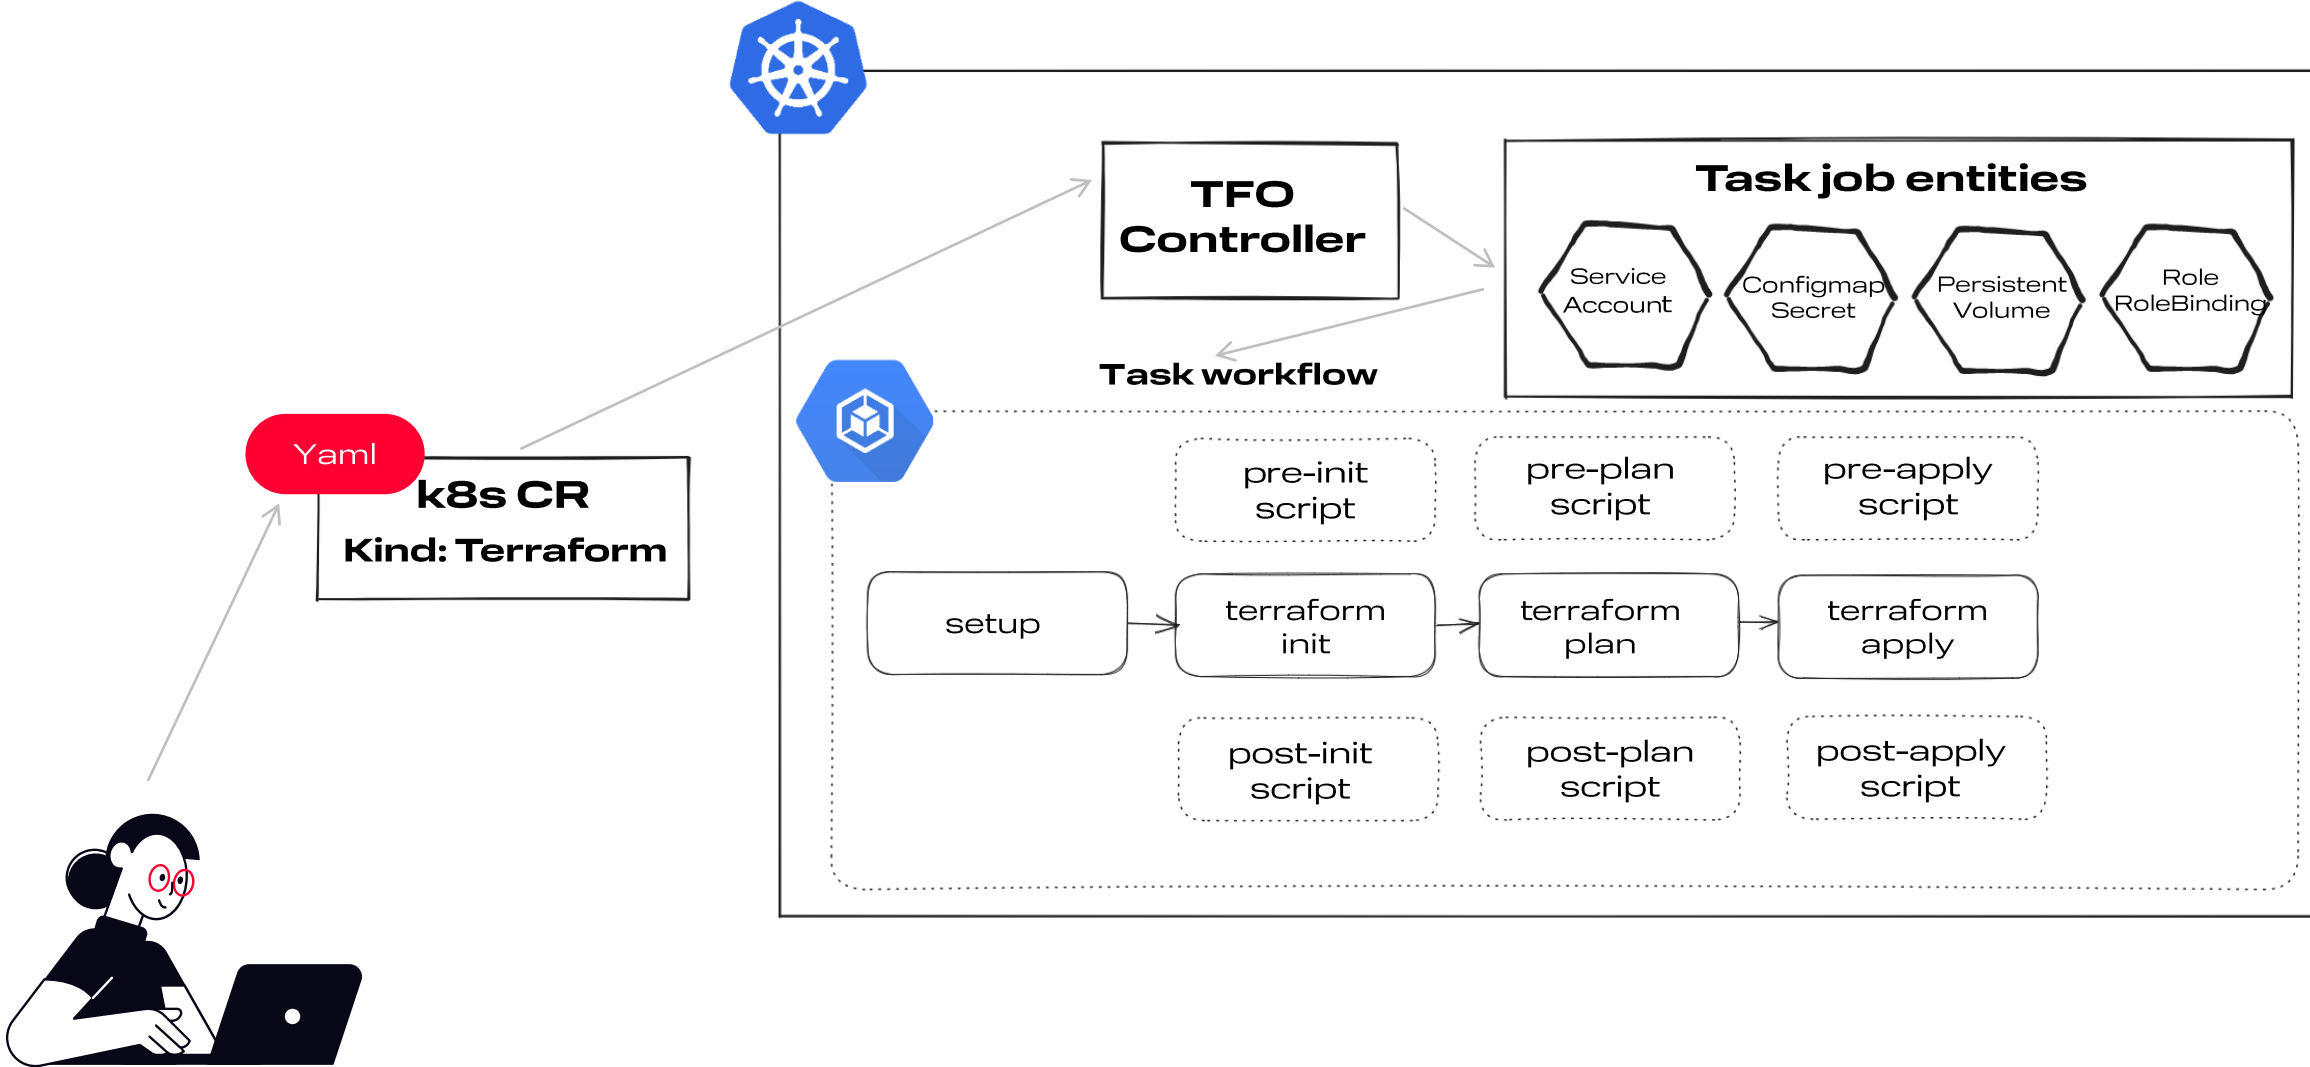 TFO
Controller
Task job entities
Service
Account
Configmap
Secret
Persistent
Volume
Role
RoleBinding
Task workflow
Yaml
k8s CR
Kind: Terraform
pre-init
script
pre-plan
script
pre-apply
script
setup
terraform
init
terraform
plan
terraform
apply
post-init
script
post-plan
script
post-apply
script